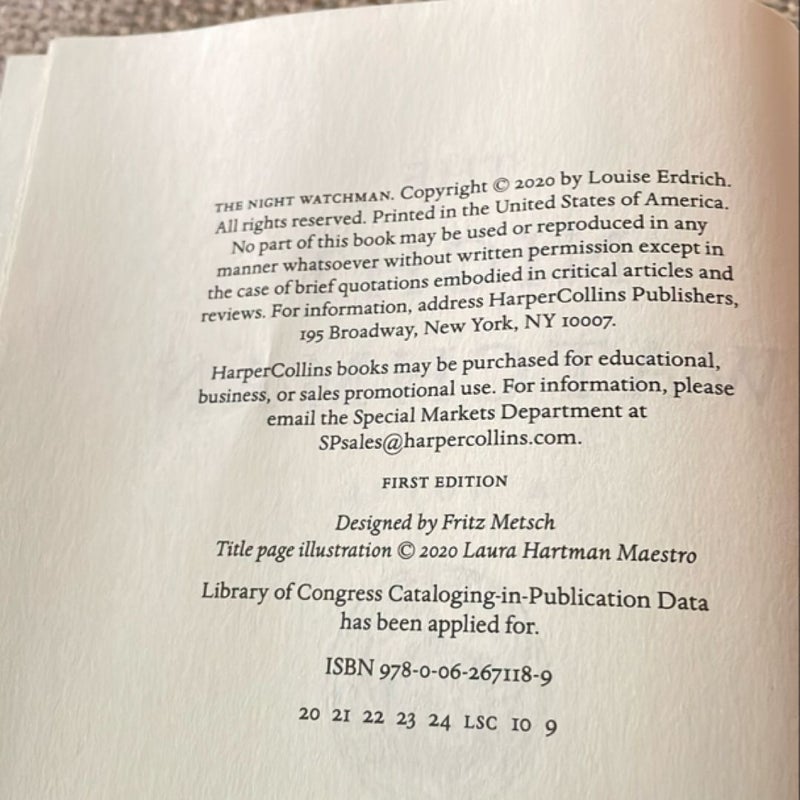 THE NIGHT WATCHMAN. Copyright © 2020 by Louise Erdrich.
All rights reserved. Printed in the United States of America.
No part of this book may be used or reproduced in any
manner whatsoever without written permission except in
the case of brief quotations embodied in critical articles and
reviews. For information, address HarperCollins Publishers,
195 Broadway, New York, NY 10007.
HarperCollins books may be purchased for educational,
business, or sales promotional use. For information, please
email the Special Markets Department at
SPsales@harpercollins.com.
FIRST EDITION
Designed by Fritz Metsch
Title page illustration © 2020 Laura Hartman Maestro
Library of Congress Cataloging-in-Publication Data
has been applied for.
ISBN 978-0-06-267118-9
20 21 22 23 24 LSC 10 9